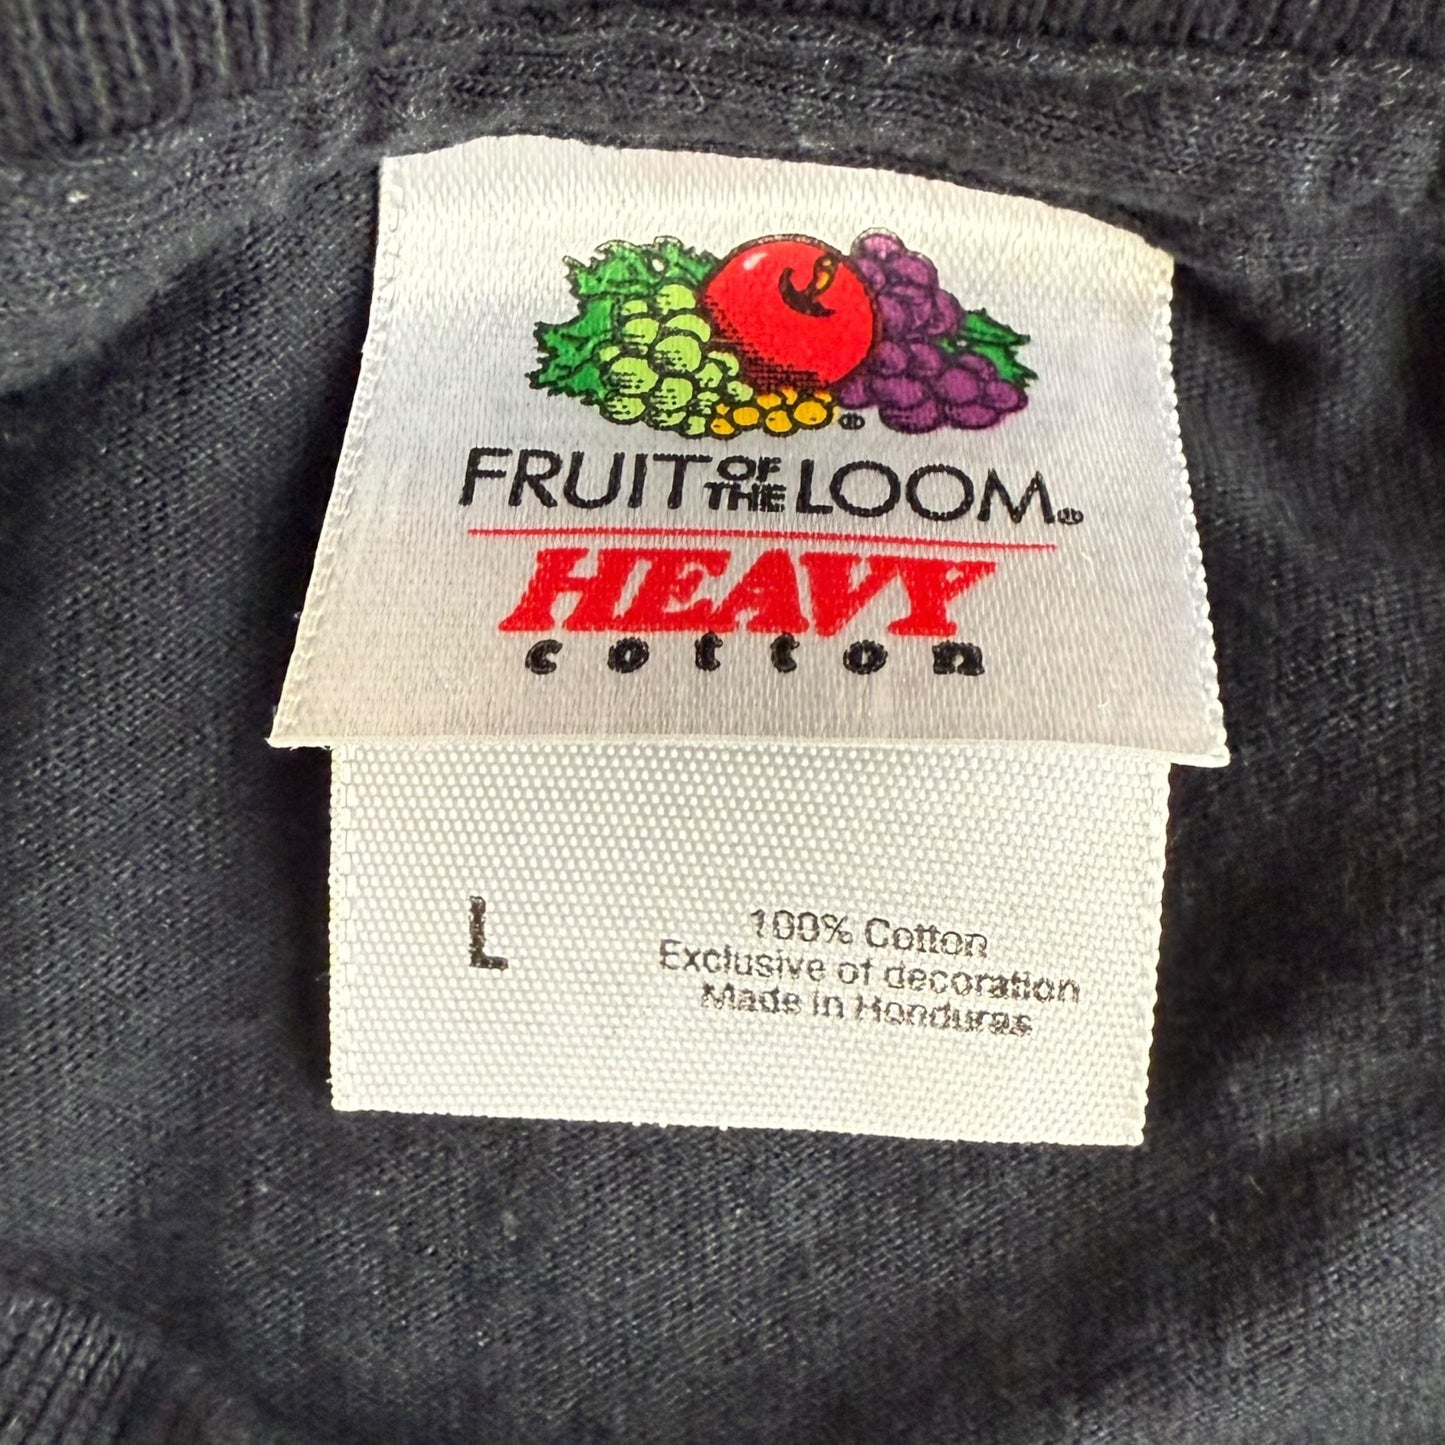 ®
FRUIT OF THE LOOM®
HEAVY
cotton
L
100% Cotton
Exclusive of decoration
Made in Honduras